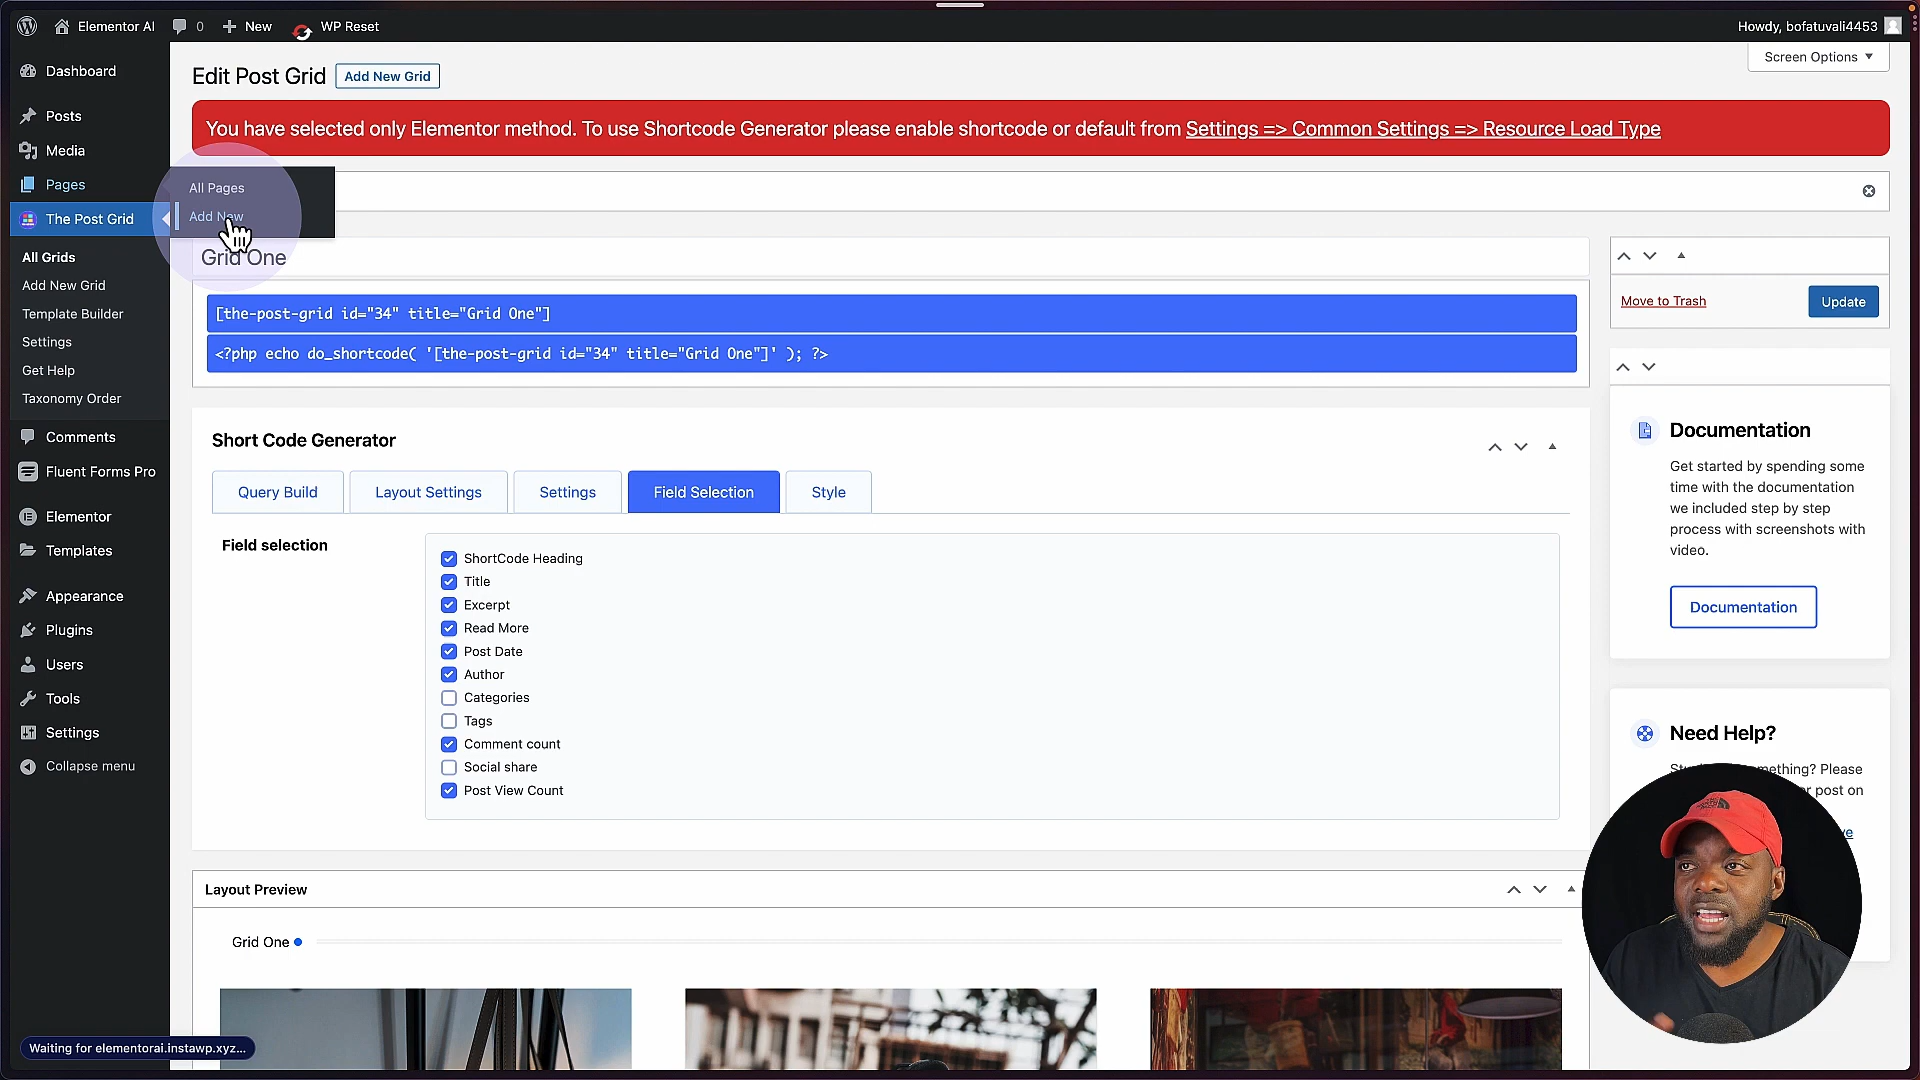 Elementor AI
0
New
WP Reset
Howdy, bofatuvali4453
Dashboard
Posts
Media
Pages
The Post Grid
All Grids
Add New Grid
Template Builder
Settings
Get Help
Taxonomy Order
Comments
Fluent Forms Pro
Elementor
Templates
Appearance
Plugins
Users
Tools
Settings
Collapse menu
All Pages
Add New
Edit Post Grid
Add New Grid
Screen Options
You have selected only Elementor method. To use Shortcode Generator please enable shortcode or default from Settings => Common Settings => Resource Load Type
Grid One
[the-post-grid id="34" title="Grid One"]
<?php echo do_shortcode( '[the-post-grid id="34" title="Grid One"]' ); ?>
Short Code Generator
Query Build
Layout Settings
Settings
Field Selection
Style
Field selection
ShortCode Heading
Title
Excerpt
Read More
Post Date
Author
Categories
Tags
Comment count
Social share
Post View Count
Layout Preview
Grid One
Move to Trash
Update
Documentation
Get started by spending some
time with the documentation
we included step by step
process with screenshots with
video.
Documentation
Need Help?
Please
post on
Waiting for elementorai.instawp.xyz...